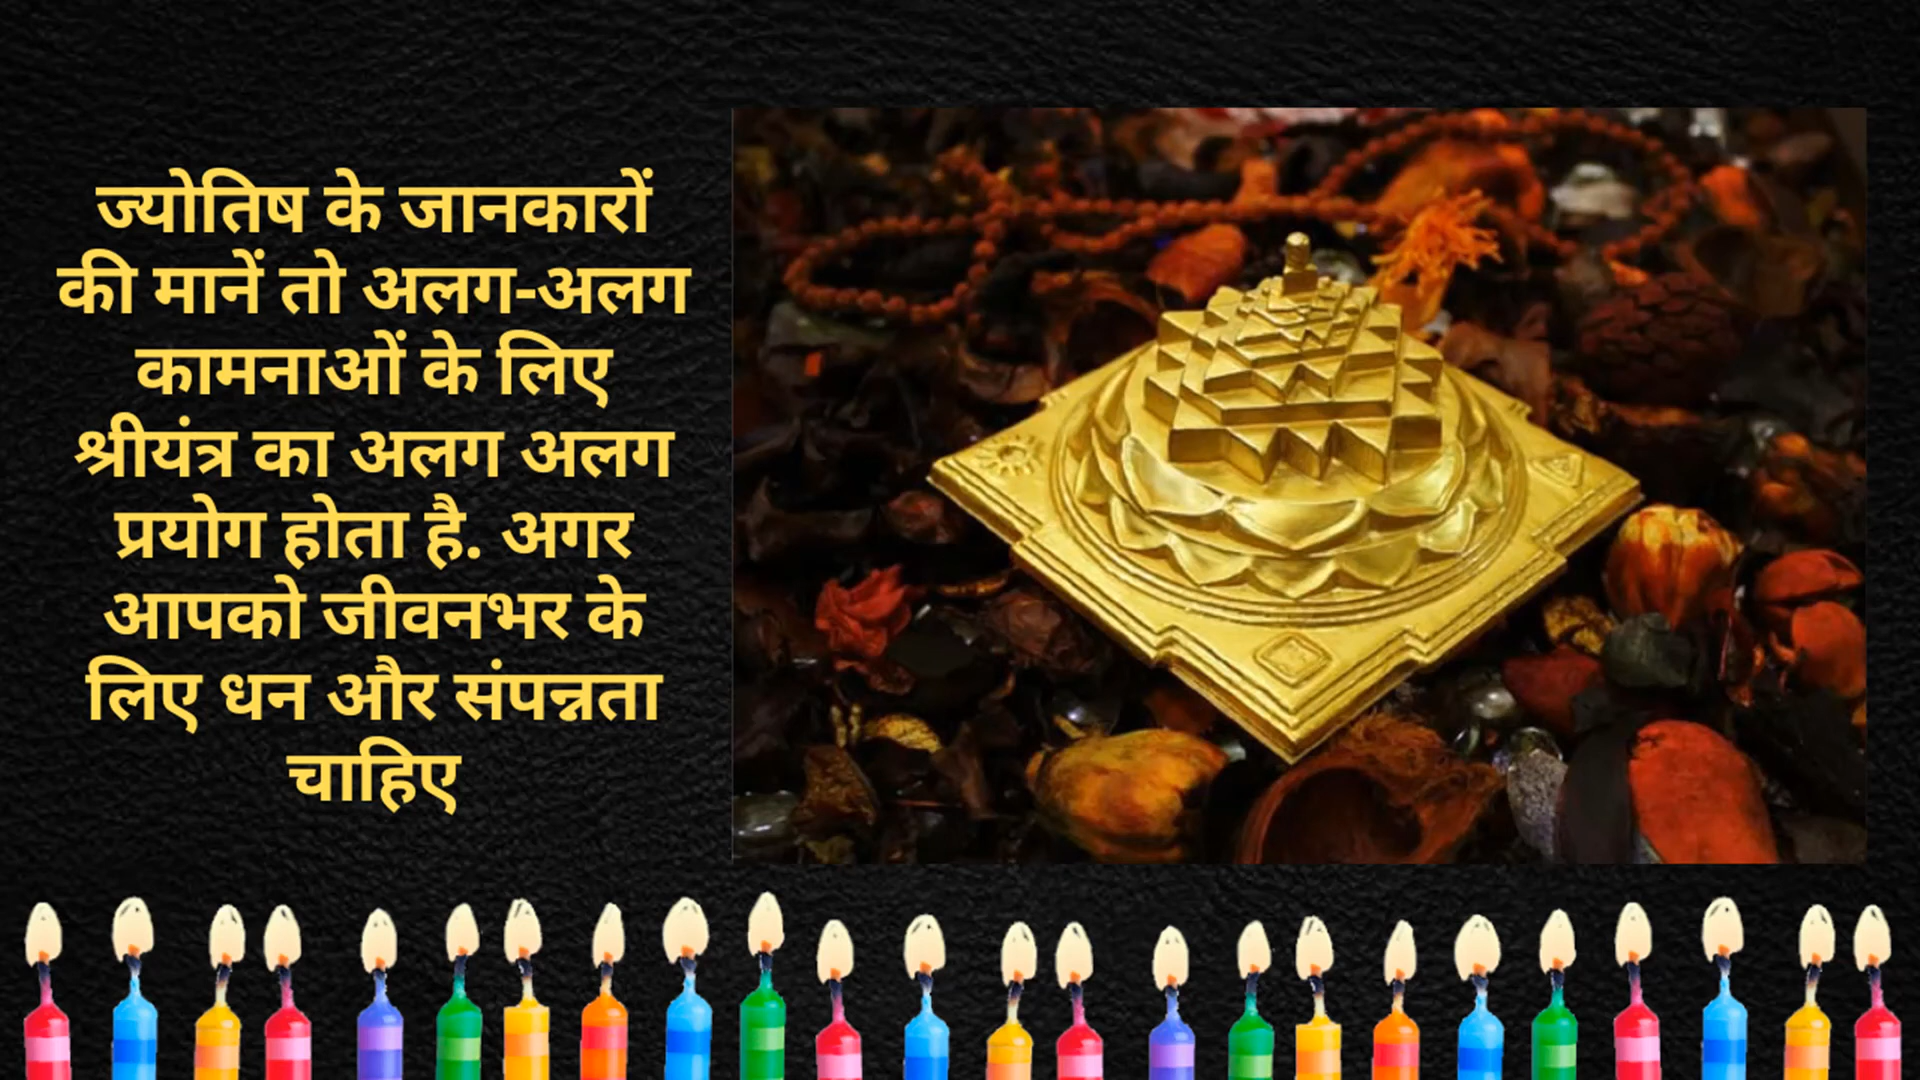 ज्योतिष के जानकारों
की मानें तो अलग-अलग
कामनाओं के लिए
श्रीयंत्र का अलग अलग
प्रयोग होता है. अगर
आपको जीवनभर के
लिए धन और संपन्नता
चाहिए